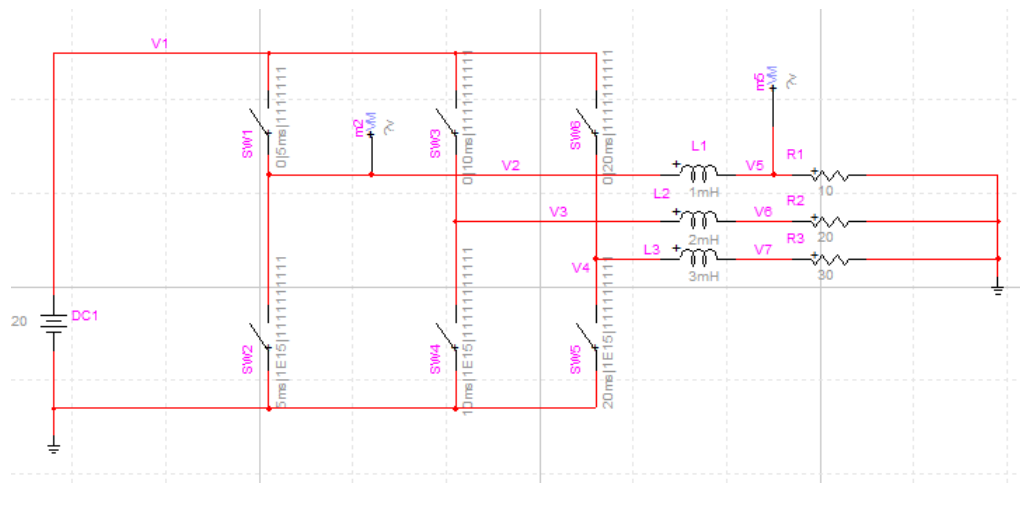 V1
SW1
0|5ms|1111111111
m2
VM
?v
SW3
0|10ms|1111111111
SW6
0|20ms|1111111111
m5
VM
?v
V2
L1
1mH
V5
R1
10
V3
L2
2mH
V6
R2
20
V4
L3
3mH
V7
R3
30
20
DC1
SW2
5ms|1E15|1111111111
SW4
10ms|1E15|1111111111
SW5
20ms|1E15|1111111111